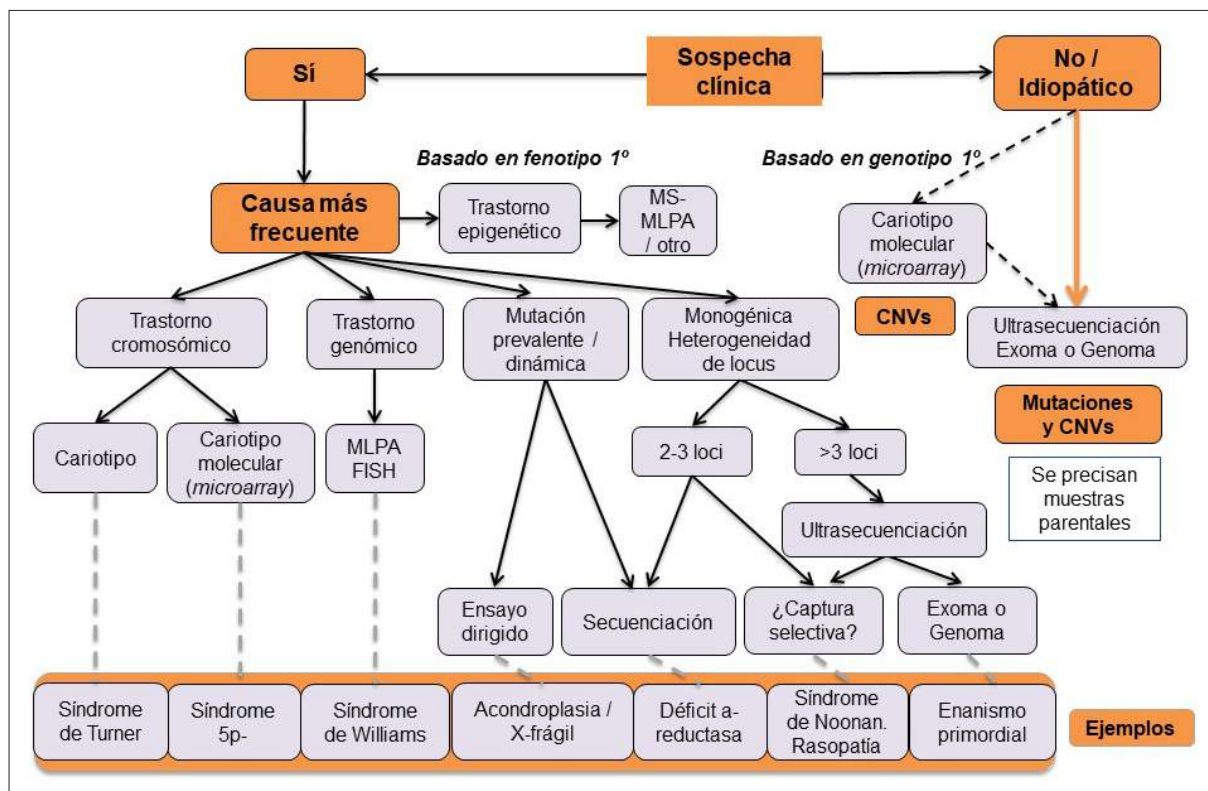 Sospecha
clínica
Sí
No /
Idiopático
Basado en fenotipo 1º
Basado en genotipo 1º
Causa más
frecuente
Trastorno
epigenético
MS-
MLPA
/ otro
Cariotipo
molecular
(microarray)
CNVs
Ultrasecuenciación
Exoma o Genoma
Mutaciones
y CNVs
Se precisan
muestras
parentales
Trastorno
cromosómico
Trastorno
genómico
Mutación
prevalente /
dinámica
Monogénica
Heterogeneidad
de locus
Cariotipo
Cariotipo
molecular
(microarray)
MLPA
FISH
2-3 loci
>3 loci
Ultrasecuenciación
Ensayo
dirigido
Secuenciación
¿Captura
selectiva?
Exoma o
Genoma
Síndrome
de Turner
Síndrome
5p-
Síndrome
de Williams
Acondroplasia /
X-frágil
Déficit a-
reductasa
Síndrome
de Noonan.
Rasopatía
Enanismo
primordial
Ejemplos